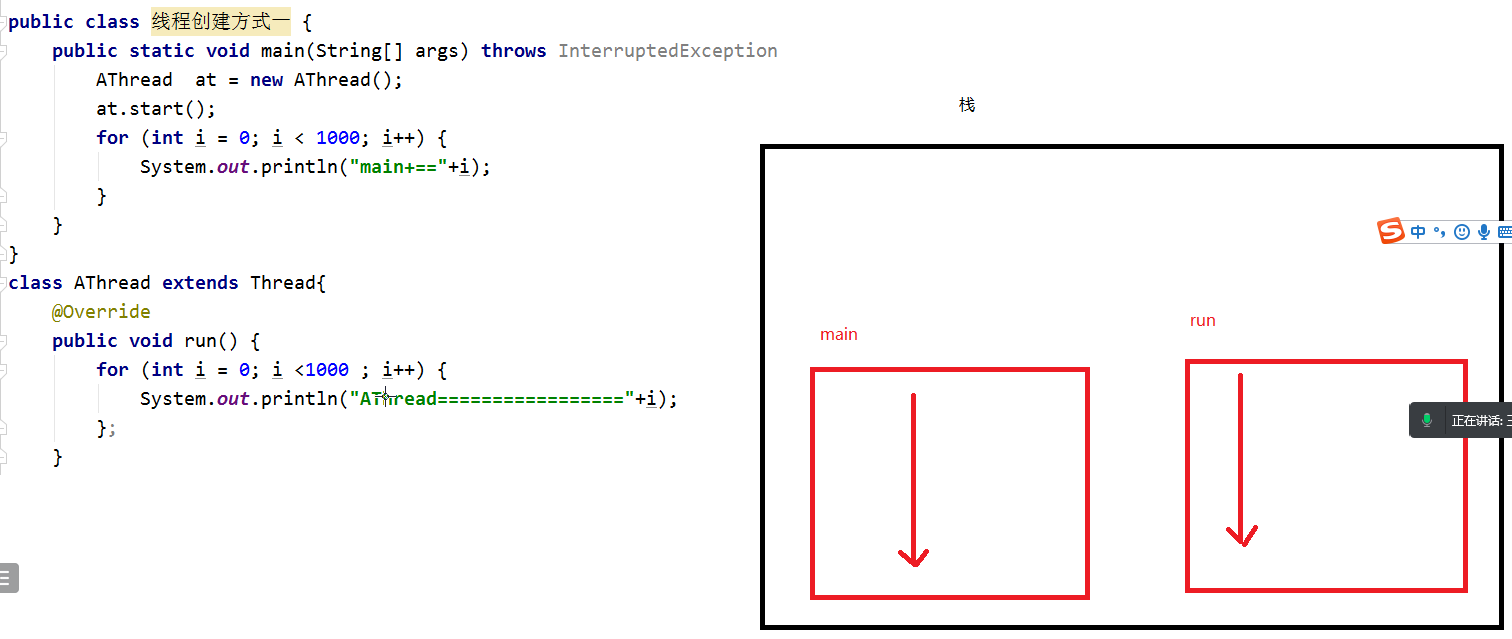 public class 线程创建方式一 {
    public static void main(String[] args) throws InterruptedException
        AThread  at = new AThread();
        at.start();
        for (int i = 0; i < 1000; i++) {
            System.out.println("main+=="+i);
        }
    }
}
class AThread extends Thread{
    @Override
    public void run() {
        for (int i = 0; i <1000 ; i++) {
            System.out.println("AThread================="+i);
        };
    }
栈
S 中 °,
main
run
正在讲话: